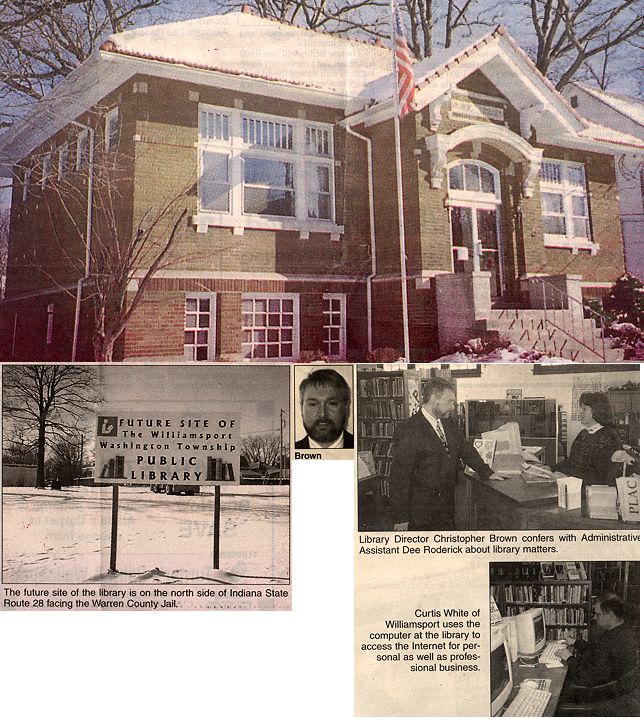 FUTURE SITE OF
The Williamsport
Washington Township
PUBLIC
LIBRARY
Brown
The future site of the library is on the north side of Indiana State
Route 28 facing the Warren County Jail.
Library Director Christopher Brown confers with Administrative
Assistant Dee Roderick about library matters.
Curtis White of
Williamsport uses the
computer at the library to
access the Internet for per-
sonal as well as profes-
sional business.